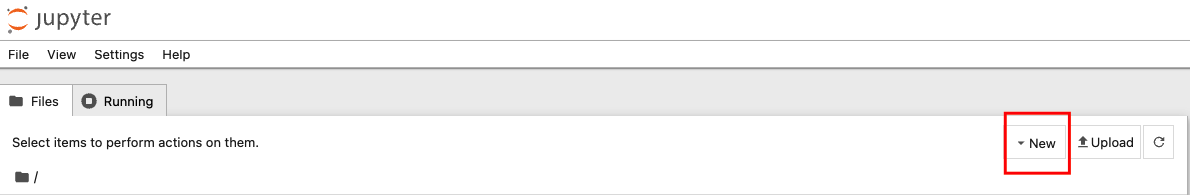 jupyter
File View Settings Help
Files Running
Select items to perform actions on them. New Upload
/